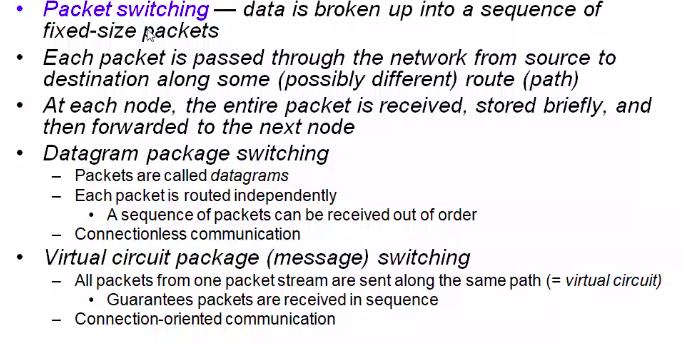 • Packet switching — data is broken up into a sequence of
fixed-size packets
• Each packet is passed through the network from source to
destination along some (possibly different) route (path)
• At each node, the entire packet is received, stored briefly, and
then forwarded to the next node
• Datagram package switching
– Packets are called datagrams
– Each packet is routed independently
• A sequence of packets can be received out of order
– Connectionless communication
• Virtual circuit package (message) switching
– All packets from one packet stream are sent along the same path (= virtual circuit)
• Guarantees packets are received in sequence
– Connection-oriented communication